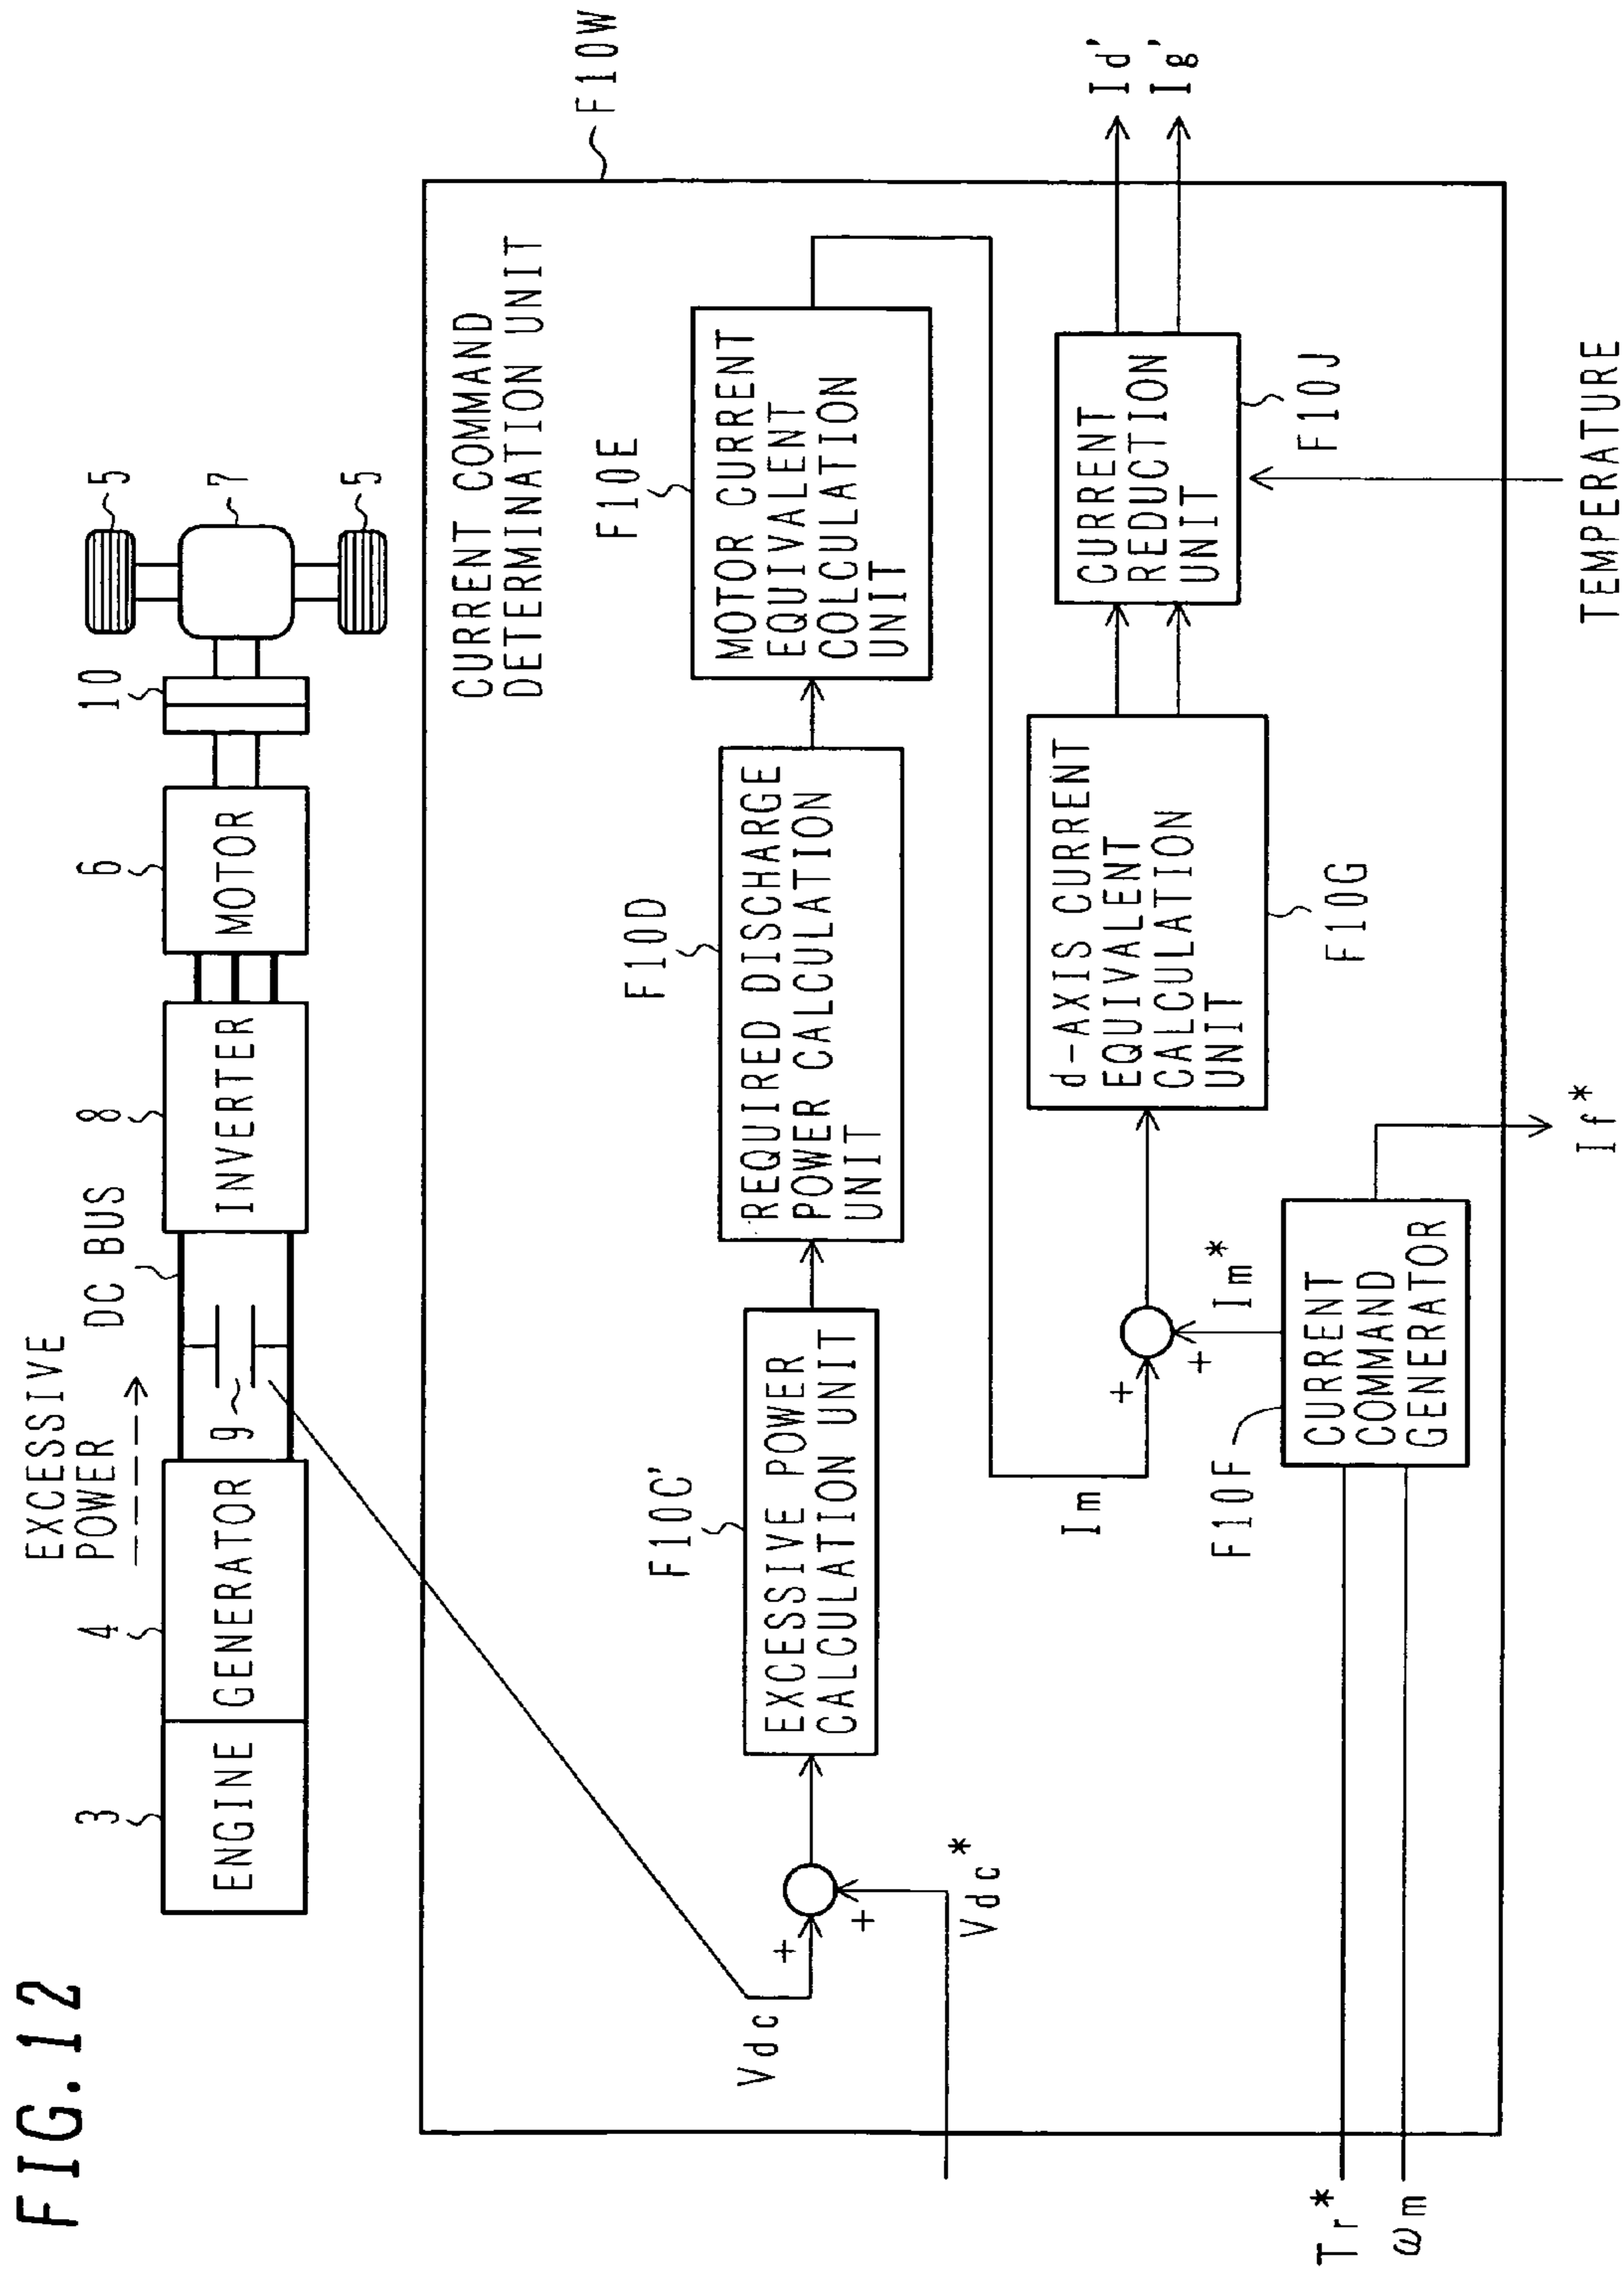 FIG.12
EXCESSIVE
POWER
DC BUS
3
4
9
8
6
10
5
7
5
ENGINE
GENERATOR
INVERTER
MOTOR
F10W
CURRENT COMMAND
DETERMINATION UNIT
Vdc
+
+
Vdc*
F10C'
EXCESSIVE POWER
CALCULATION UNIT
F10D
REQUIRED DISCHARGE
POWER CALCULATION
UNIT
F10E
MOTOR CURRENT
EQUIVALENT
COLCULATION
UNIT
Im
+
+
Im*
d-AXIS CURRENT
EQUIVALENT
CALCULATION
UNIT
F10G
CURRENT
REDUCTION
UNIT
F10J
Id'
Ig'
TEMPERATURE
F10F
CURRENT
COMMAND
GENERATOR
If*
Tr*
ωm